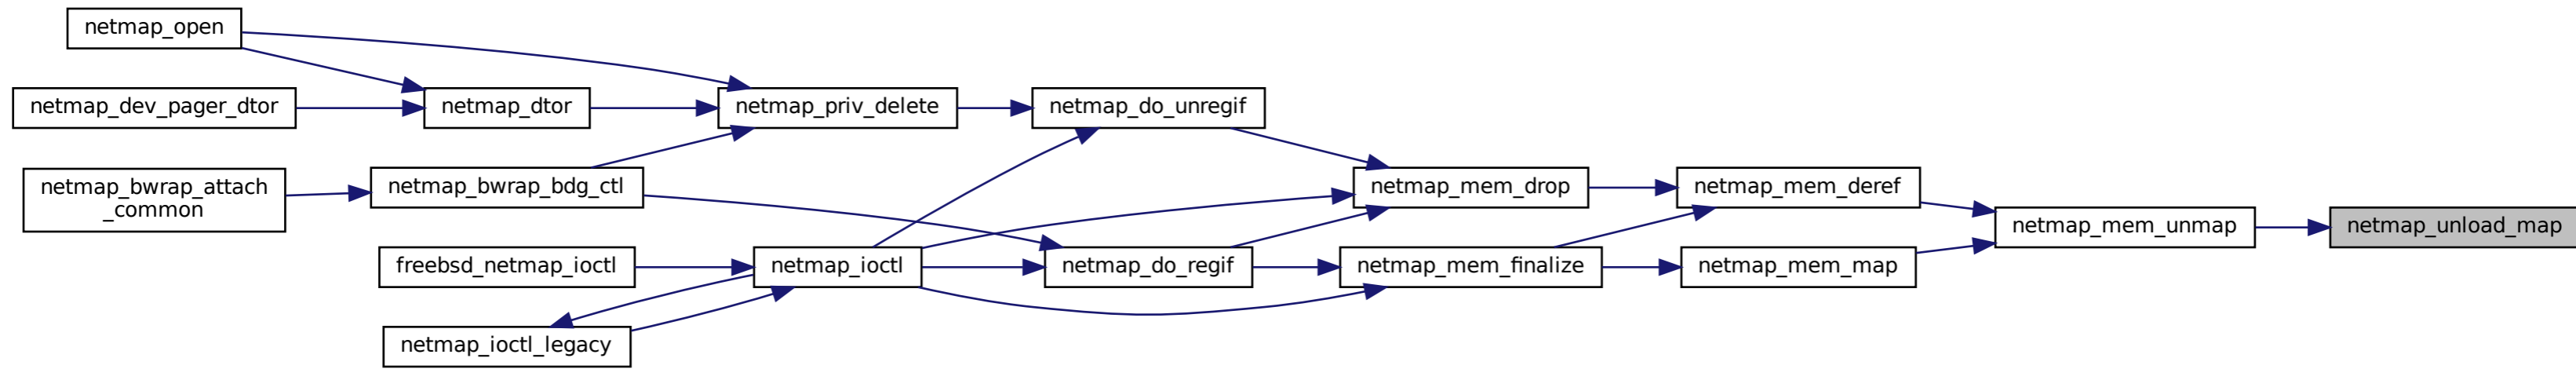 netmap_open
netmap_dev_pager_dtor
netmap_dtor
netmap_priv_delete
netmap_do_unregif
netmap_bwrap_attach
_common
netmap_bwrap_bdg_ctl
netmap_mem_drop
netmap_mem_deref
netmap_mem_unmap
netmap_unload_map
freebsd_netmap_ioctl
netmap_ioctl
netmap_do_regif
netmap_mem_finalize
netmap_mem_map
netmap_ioctl_legacy